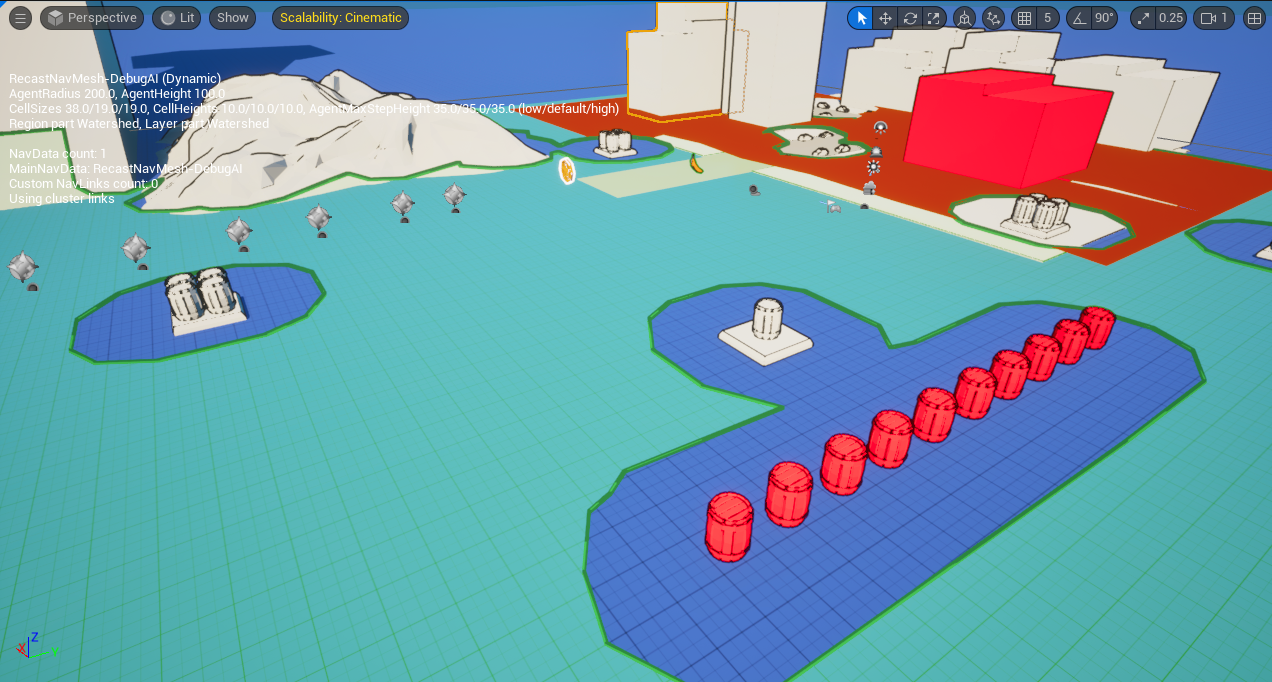 Perspective
Lit
Show
Scalability: Cinematic
5
90°
0.25
1
RecastNavMesh-DebugAI (Dynamic)
AgentRadius 200.0, AgentHeight 100.0
CellSizes 38.0/19.0/19.0, CellHeights 10.0/10.0/10.0, AgentMaxStepHeight 35.0/35.0/35.0 (low/default/high)
Region part Watershed, Layer part Watershed
NavData count: 1
MainNavData: RecastNavMesh-DebugAI
Custom NavLinks count: 0
Using cluster links
Z
X
Y